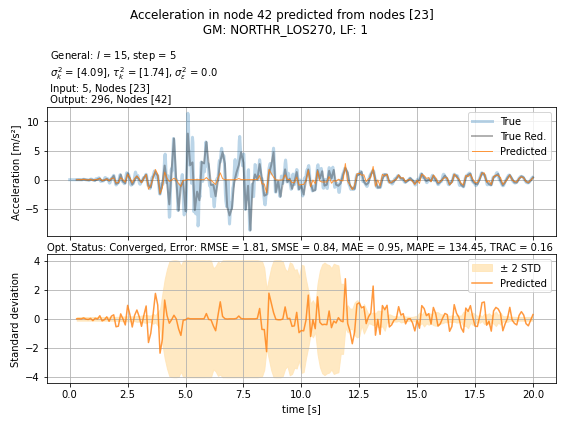 Acceleration in node 42 predicted from nodes [23]
GM: NORTHR_LOS270, LF: 1
General: l = 15, step = 5
σ²ₖ = [4.09], τ²ₖ = [1.74], σ²ε = 0.0
Input: 5, Nodes [23]
Output: 296, Nodes [42]
10
5
0
−5
Acceleration [m/s²]
True
True Red.
Predicted
Opt. Status: Converged, Error: RMSE = 1.81, SMSE = 0.84, MAE = 0.95, MAPE = 134.45, TRAC = 0.16
4
2
0
−2
−4
Standard deviation
± 2 STD
Predicted
0.0 2.5 5.0 7.5 10.0 12.5 15.0 17.5 20.0
time [s]